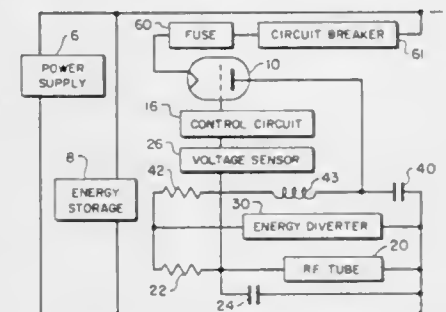 60
FUSE
CIRCUIT BREAKER
61
6
POWER
SUPPLY
10
16
CONTROL CIRCUIT
26
VOLTAGE SENSOR
42
43
40
8
ENERGY
STORAGE
30
ENERGY DIVERTER
20
RF TUBE
22
24